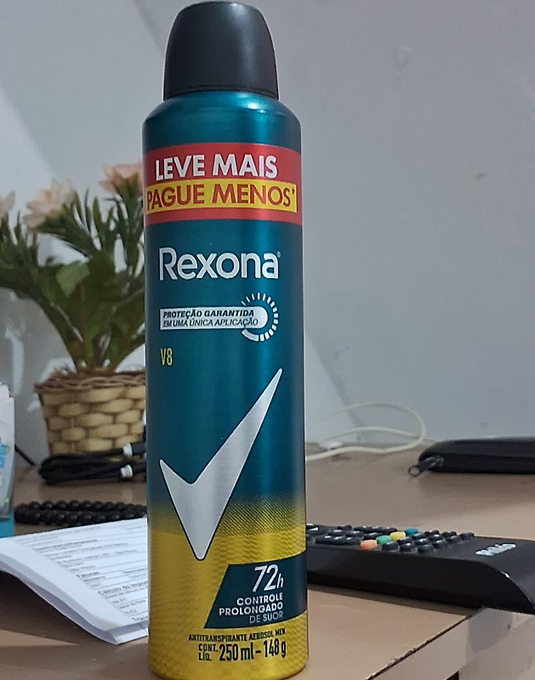 LEVE MAIS
PAGUE MENOS*
Rexona®
PROTEÇÃO GARANTIDA
EM UMA ÚNICA APLICAÇÃO
V8
72h
CONTROLE
PROLONGADO
DE SUOR
ANTITRANSPIRANTE AEROSOL MEN
CONT. LÍQ. 250 ml - 148 g